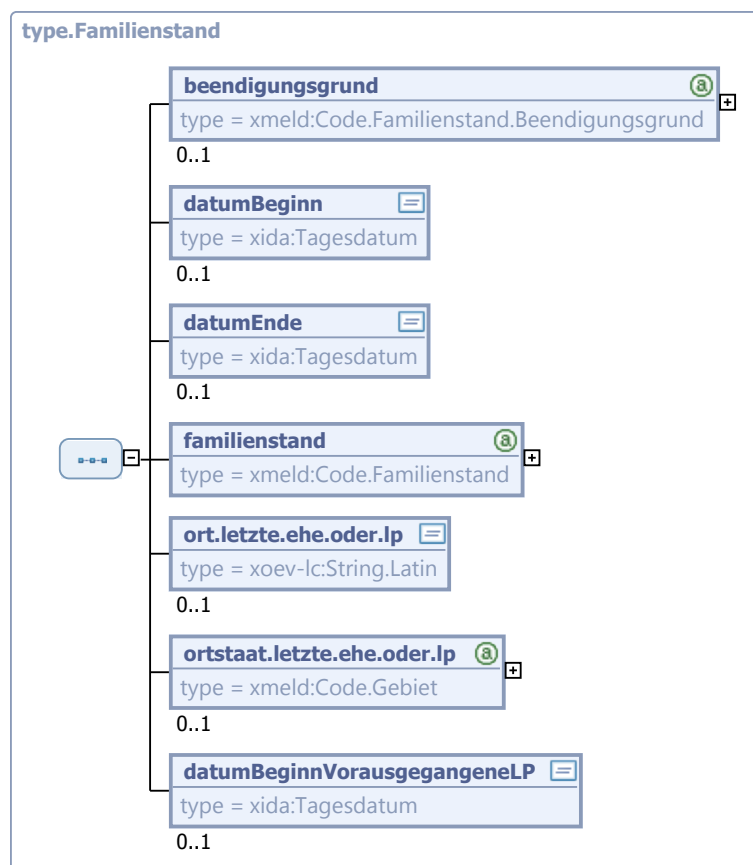 type.Familienstand
beendigungsgrund
type = xmeld:Code.Familienstand.Beendigungsgrund
0..1
datumBeginn
type = xida:Tagesdatum
0..1
datumEnde
type = xida:Tagesdatum
0..1
familienstand
type = xmeld:Code.Familienstand
ort.letzte.ehe.oder.lp
type = xoev-lc:String.Latin
0..1
ortstaat.letzte.ehe.oder.lp
type = xmeld:Code.Gebiet
0..1
datumBeginnVorausgegangeneLP
type = xida:Tagesdatum
0..1